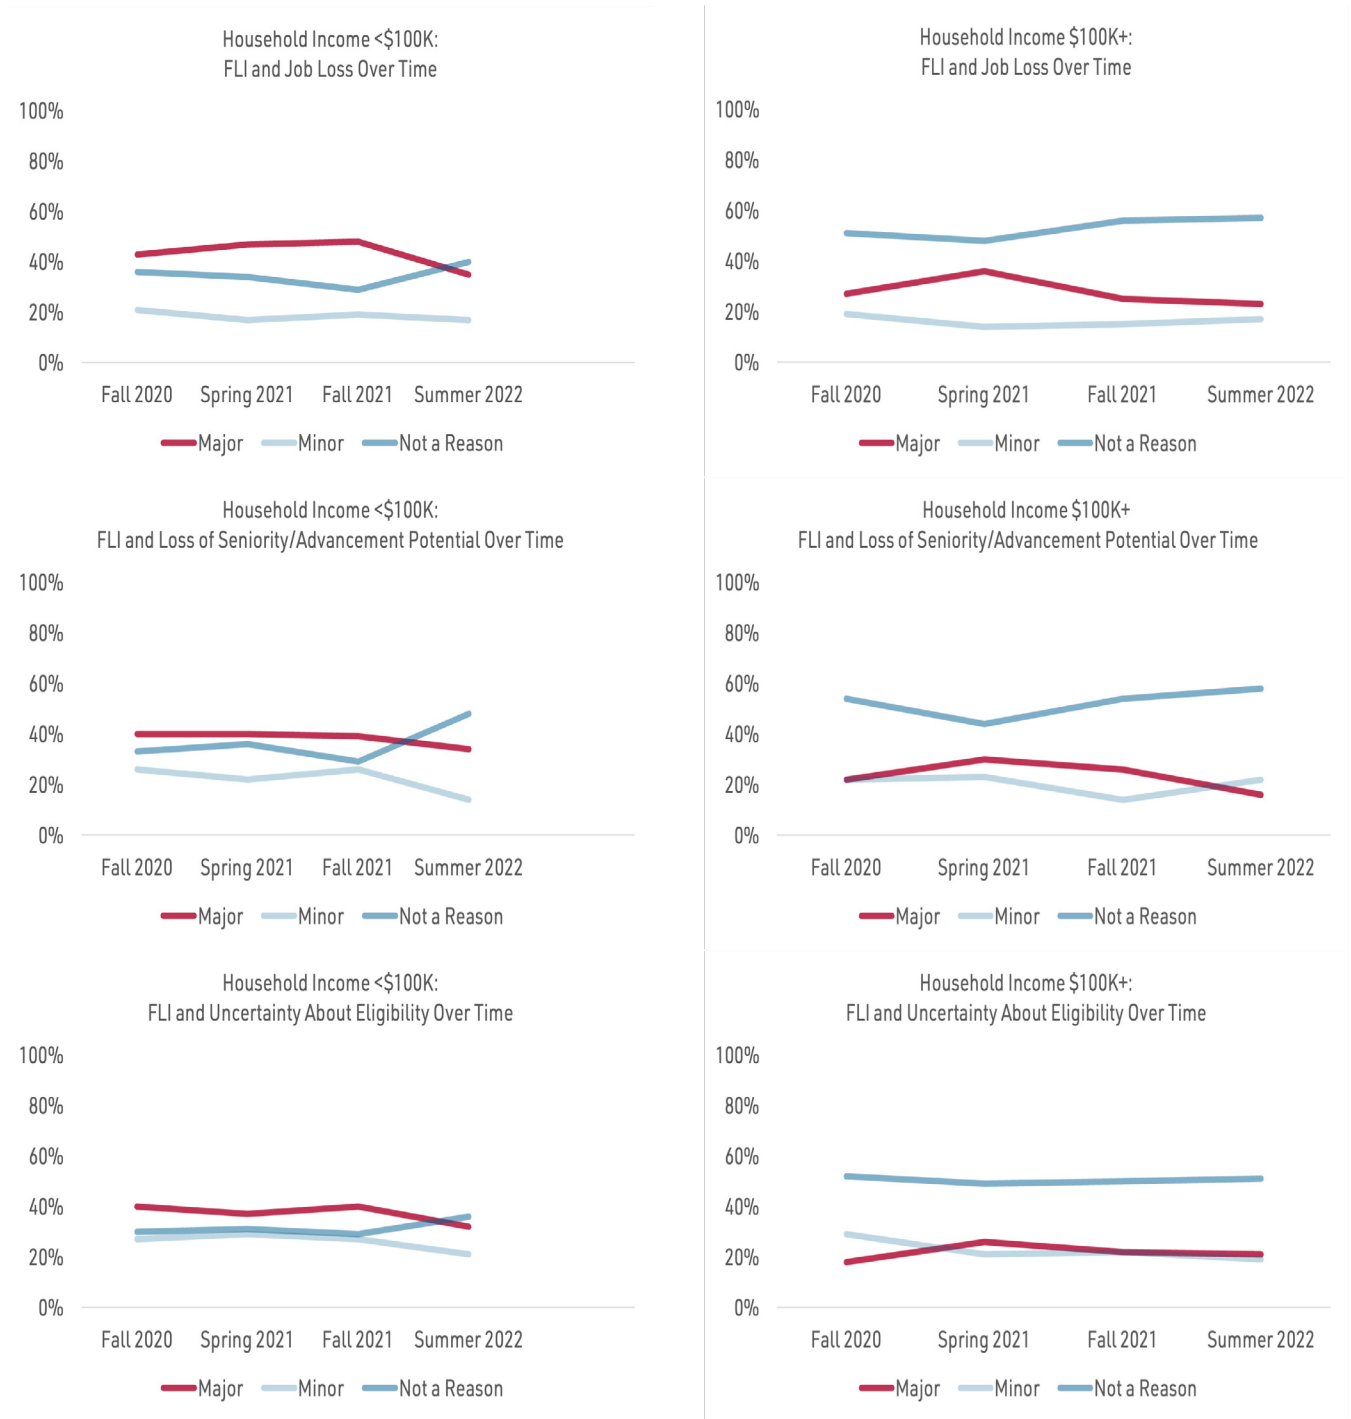 Household Income <$100K:
FLI and Job Loss Over Time
100%
80%
60%
40%
20%
0%
Fall 2020 Spring 2021 Fall 2021 Summer 2022
Major Minor Not a Reason
Household Income $100K+:
FLI and Job Loss Over Time
100%
80%
60%
40%
20%
0%
Fall 2020 Spring 2021 Fall 2021 Summer 2022
Major Minor Not a Reason
Household Income <$100K:
FLI and Loss of Seniority/Advancement Potential Over Time
100%
80%
60%
40%
20%
0%
Fall 2020 Spring 2021 Fall 2021 Summer 2022
Major Minor Not a Reason
Household Income $100K+
FLI and Loss of Seniority/Advancement Potential Over Time
100%
80%
60%
40%
20%
0%
Fall 2020 Spring 2021 Fall 2021 Summer 2022
Major Minor Not a Reason
Household Income <$100K:
FLI and Uncertainty About Eligibility Over Time
100%
80%
60%
40%
20%
0%
Fall 2020 Spring 2021 Fall 2021 Summer 2022
Major Minor Not a Reason
Household Income $100K+:
FLI and Uncertainty About Eligibility Over Time
100%
80%
60%
40%
20%
0%
Fall 2020 Spring 2021 Fall 2021 Summer 2022
Major Minor Not a Reason